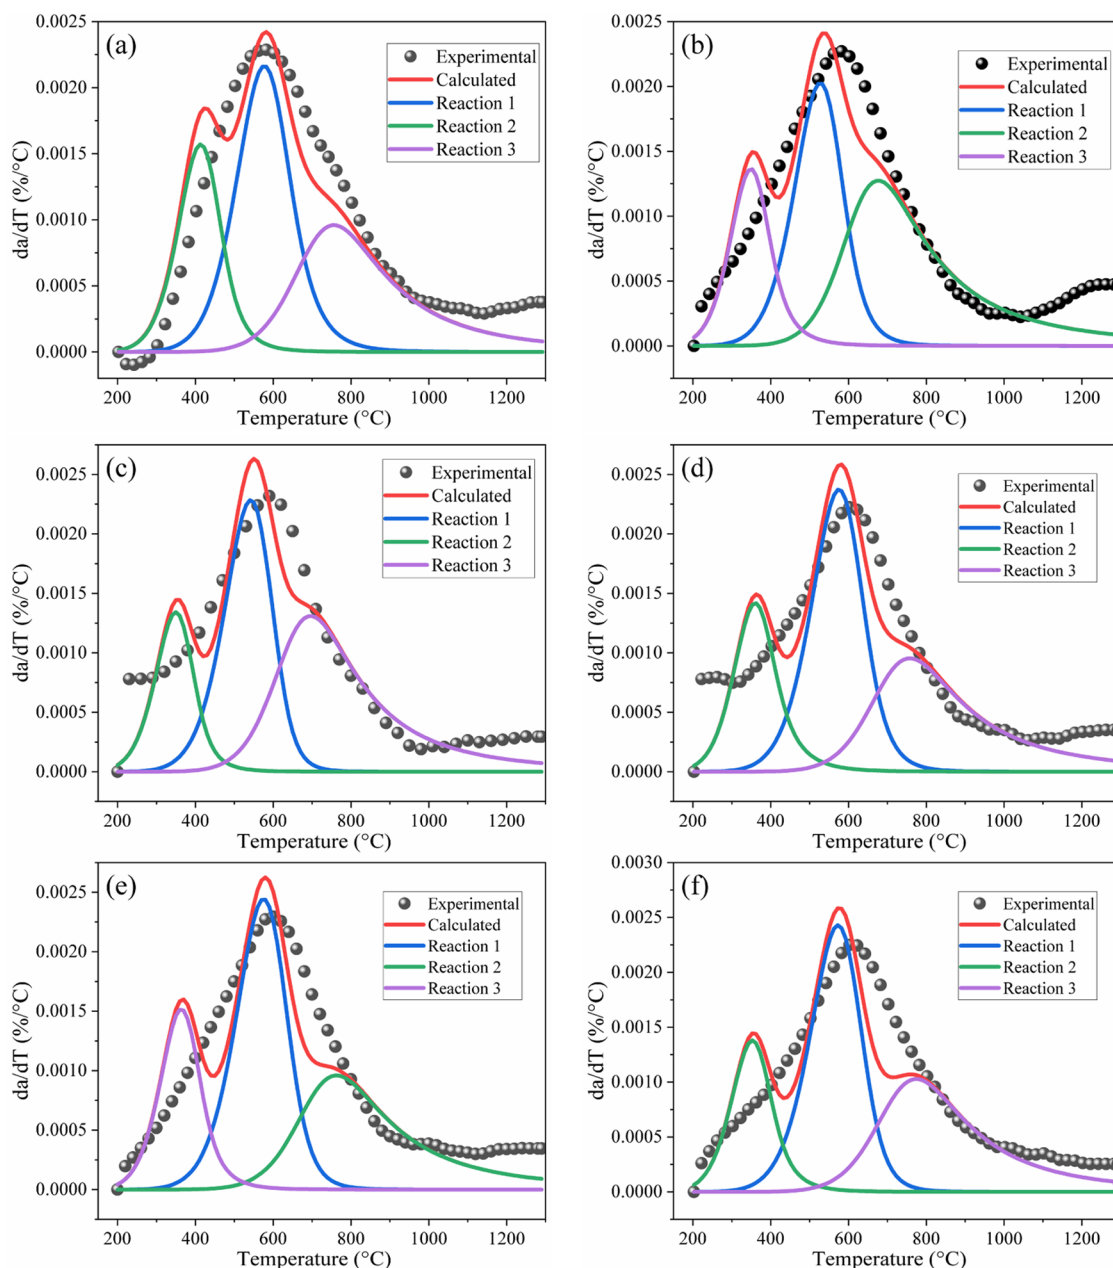 (a)
Experimental
Calculated
Reaction 1
Reaction 2
Reaction 3
0.0025
0.0020
0.0015
0.0010
0.0005
0.0000
da/dT (%/°C)
200 400 600 800 1000 1200
Temperature (°C)
(b)
Experimental
Calculated
Reaction 1
Reaction 2
Reaction 3
0.0025
0.0020
0.0015
0.0010
0.0005
0.0000
da/dT (%/°C)
200 400 600 800 1000 1200
Temperature (°C)
(c)
Experimental
Calculated
Reaction 1
Reaction 2
Reaction 3
0.0025
0.0020
0.0015
0.0010
0.0005
0.0000
da/dT (%/°C)
200 400 600 800 1000 1200
Temperature (°C)
(d)
Experimental
Calculated
Reaction 1
Reaction 2
Reaction 3
0.0025
0.0020
0.0015
0.0010
0.0005
0.0000
da/dT (%/°C)
200 400 600 800 1000 1200
Temperature (°C)
(e)
Experimental
Calculated
Reaction 1
Reaction 2
Reaction 3
0.0025
0.0020
0.0015
0.0010
0.0005
0.0000
da/dT (%/°C)
200 400 600 800 1000 1200
Temperature (°C)
(f)
Experimental
Calculated
Reaction 1
Reaction 2
Reaction 3
0.0030
0.0025
0.0020
0.0015
0.0010
0.0005
0.0000
da/dT (%/°C)
200 400 600 800 1000 1200
Temperature (°C)